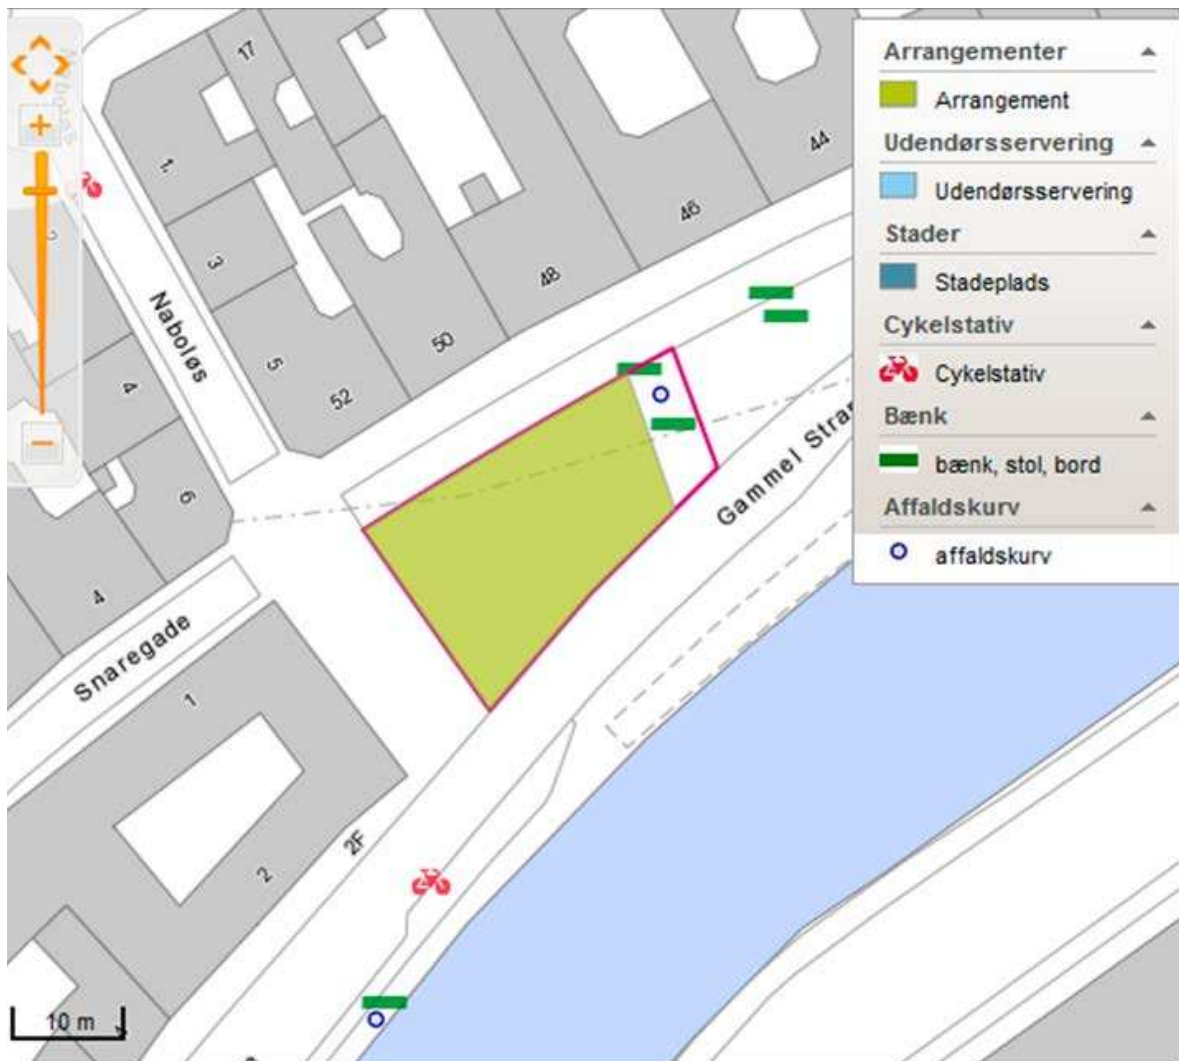 Arrangementer
Arrangement
Udendørsservering
Udendørsservering
Stader
Stadeplads
Cykelstativ
Cykelstativ
Bænk
bænk, stol, bord
Affaldskurv
affaldskurv
17
1
3
5
52
50
48
46
44
Naboløs
4
6
4
Snaregade
1
2
2F
Gammel Stran
10 m